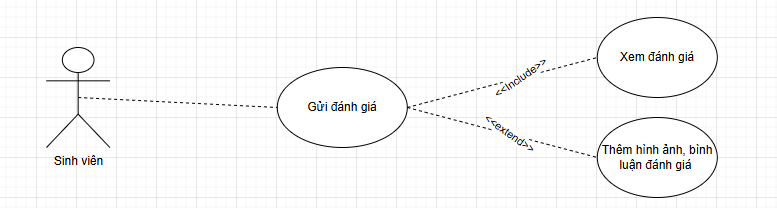 Xem đánh giá
<<Include>>
Gửi đánh giá
<<extend>>
Thêm hình ảnh, bình
luận đánh giá
Sinh viên